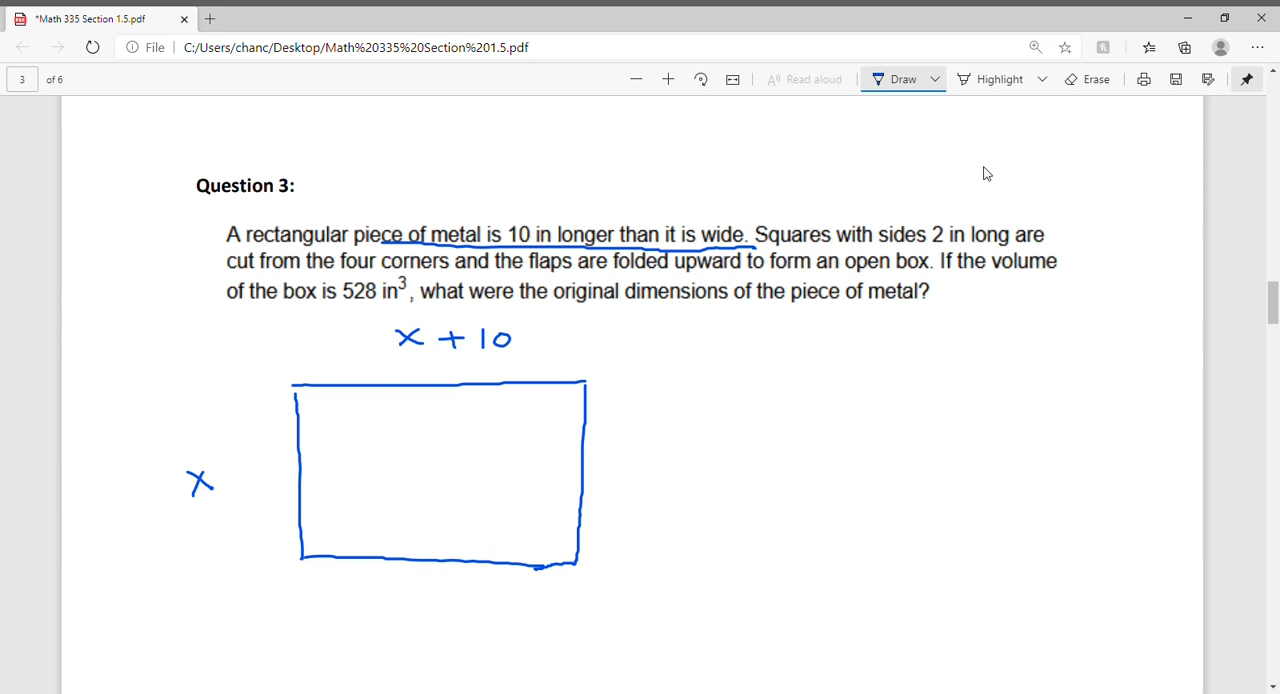 *Math 335 Section 1.5.pdf
File | C:/Users/chanc/Desktop/Math%20335%20Section%201.5.pdf
3 of 6 Read aloud Draw Highlight Erase
Question 3:
A rectangular piece of metal is 10 in longer than it is wide. Squares with sides 2 in long are
cut from the four corners and the flaps are folded upward to form an open box. If the volume
of the box is 528 in³, what were the original dimensions of the piece of metal?
x + 10
x